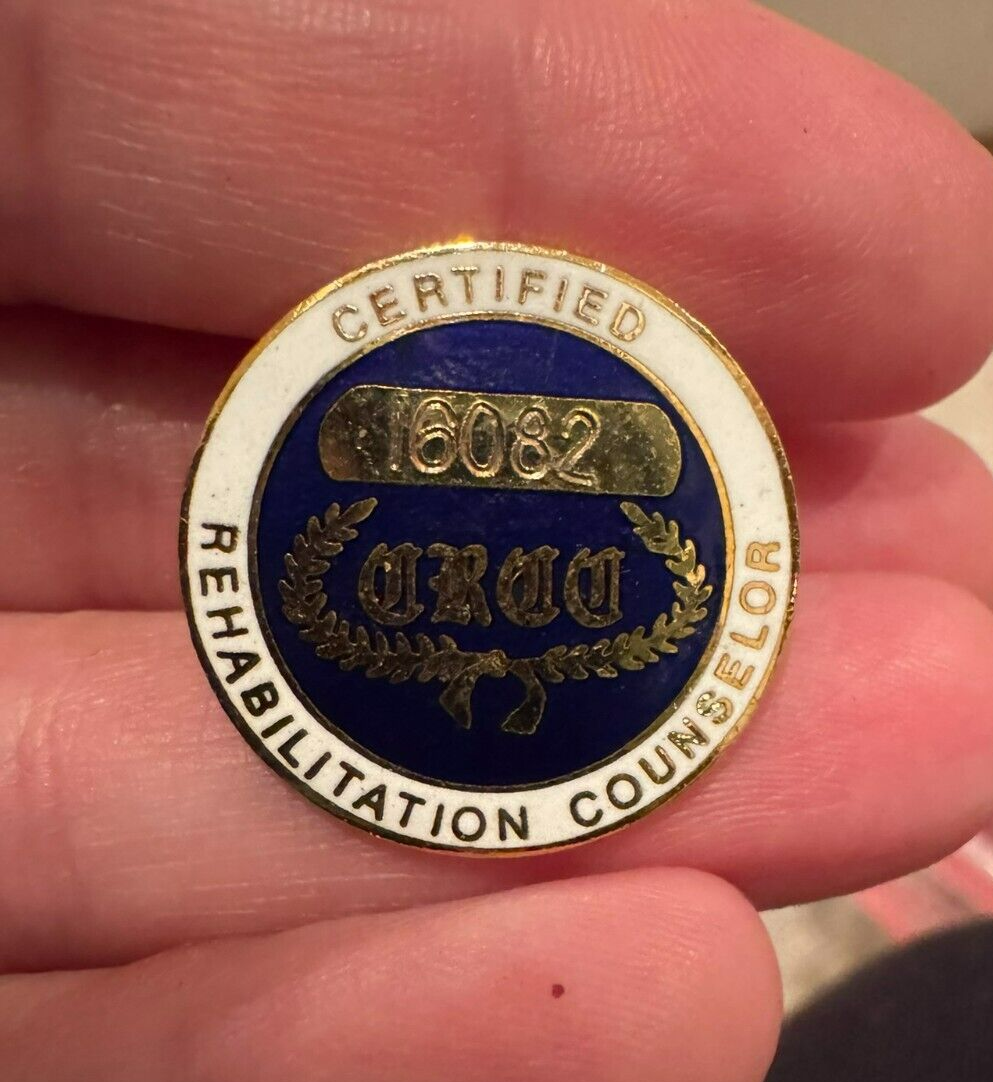 CERTIFIED
16082
CRCC
REHABILITATION COUNSELOR